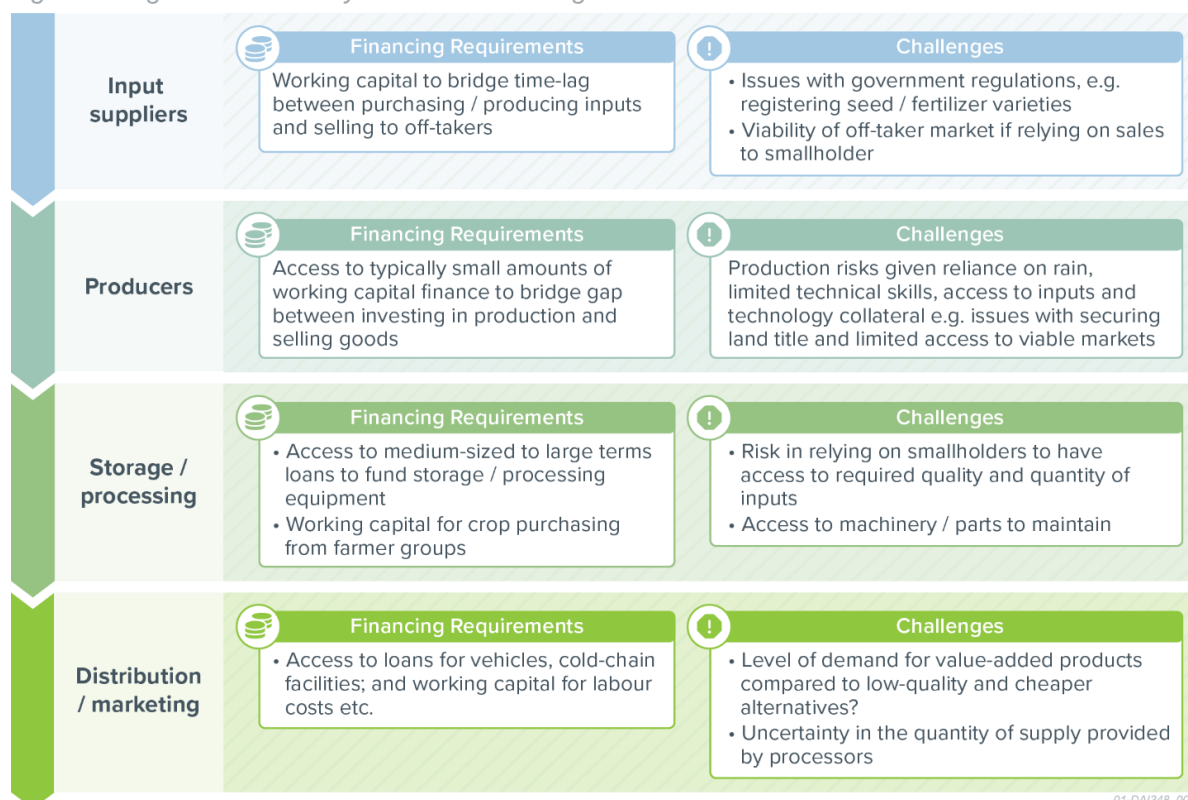 Input
suppliers
Financing Requirements
Working capital to bridge time-lag
between purchasing / producing inputs
and selling to off-takers
Challenges
• Issues with government regulations, e.g.
registering seed / fertilizer varieties
• Viability of off-taker market if relying on sales
to smallholder
Producers
Financing Requirements
Access to typically small amounts of
working capital finance to bridge gap
between investing in production and
selling goods
Challenges
Production risks given reliance on rain,
limited technical skills, access to inputs and
technology collateral e.g. issues with securing
land title and limited access to viable markets
Storage /
processing
Financing Requirements
• Access to medium-sized to large terms
loans to fund storage / processing
equipment
• Working capital for crop purchasing
from farmer groups
Challenges
• Risk in relying on smallholders to have
access to required quality and quantity of
inputs
• Access to machinery / parts to maintain
Distribution
/ marketing
Financing Requirements
• Access to loans for vehicles, cold-chain
facilities; and working capital for labour
costs etc.
Challenges
• Level of demand for value-added products
compared to low-quality and cheaper
alternatives?
• Uncertainty in the quantity of supply provided
by processors